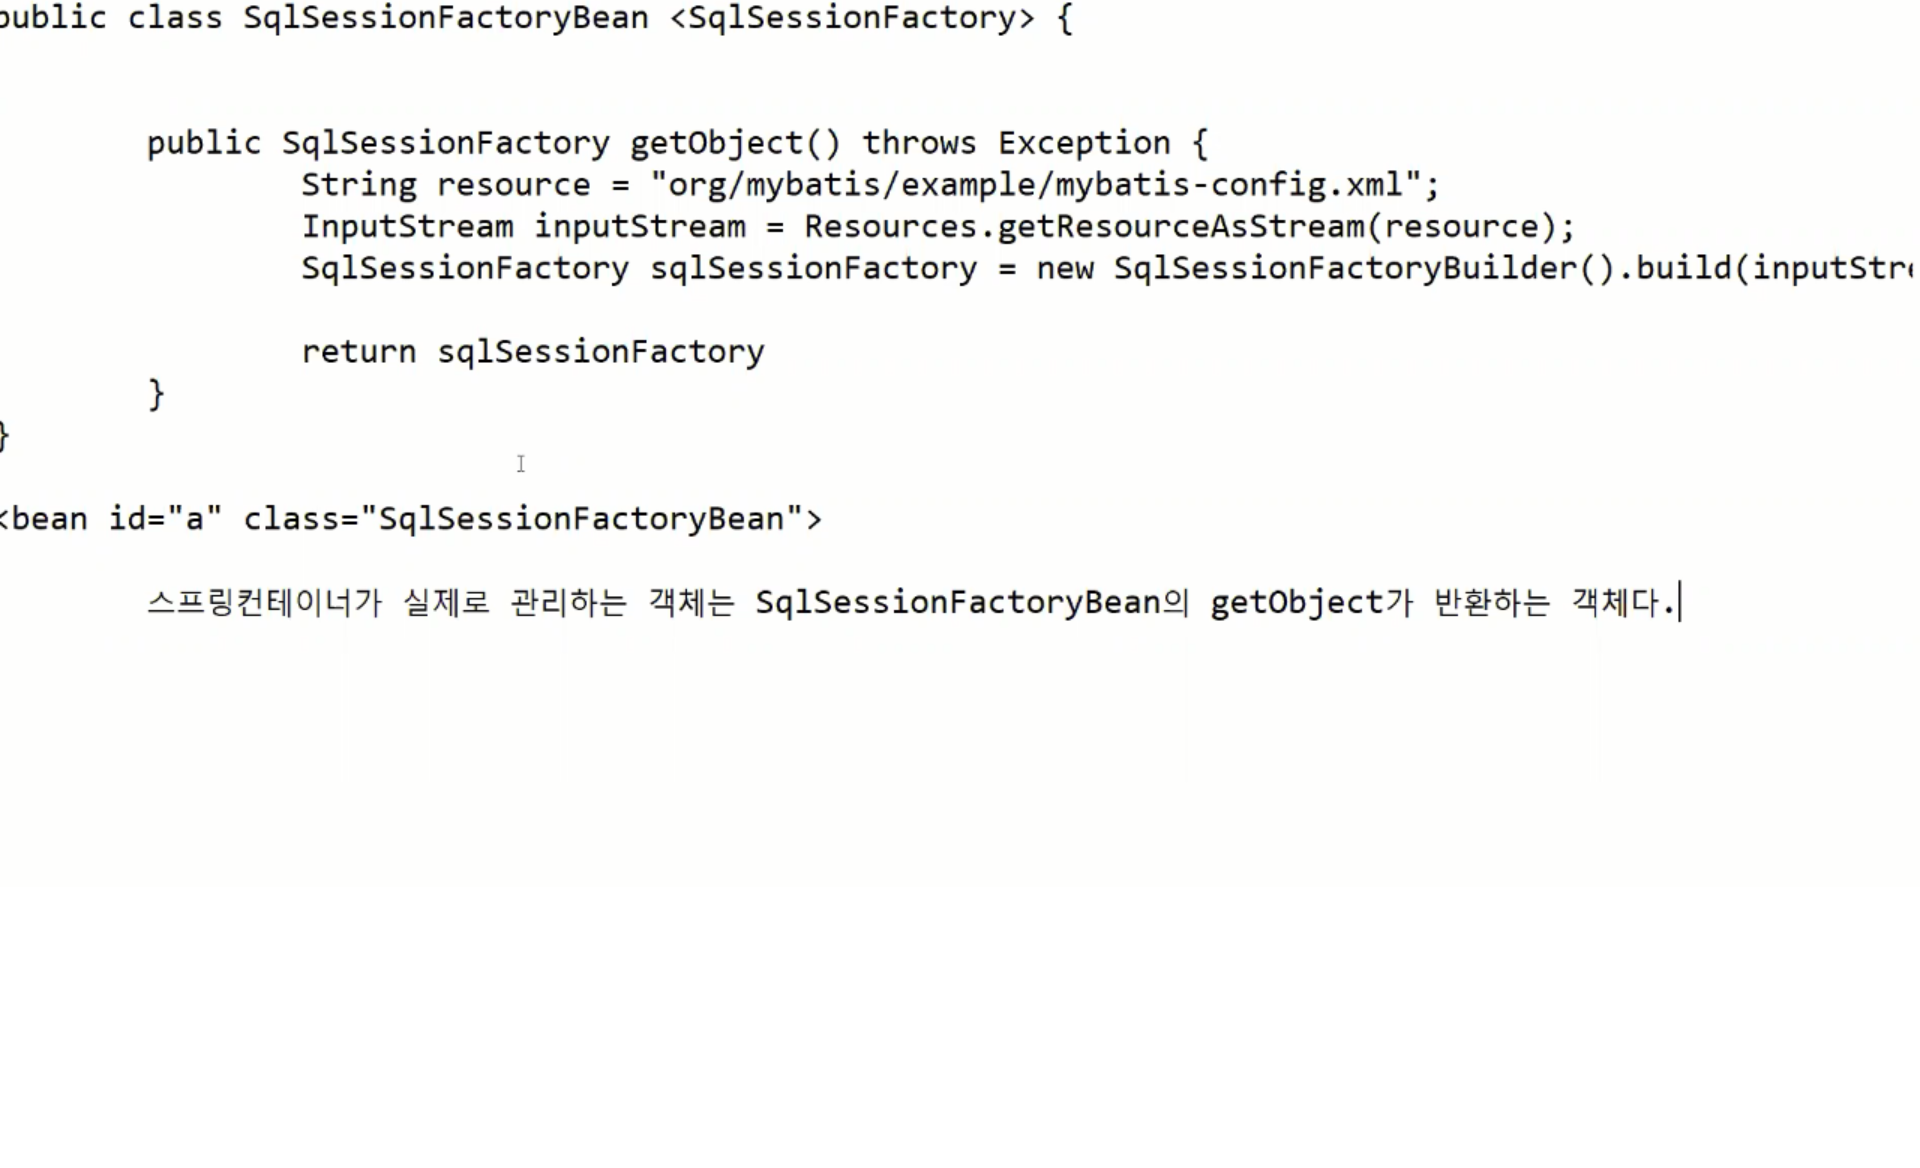 public class SqlSessionFactoryBean <SqlSessionFactory> {
public SqlSessionFactory getObject() throws Exception {
String resource = "org/mybatis/example/mybatis-config.xml";
InputStream inputStream = Resources.getResourceAsStream(resource);
SqlSessionFactory sqlSessionFactory = new SqlSessionFactoryBuilder().build(inputStre
return sqlSessionFactory
}
}
<bean id="a" class="SqlSessionFactoryBean">
스프링컨테이너가 실제로 관리하는 객체는 SqlSessionFactoryBean의 getObject가 반환하는 객체다.